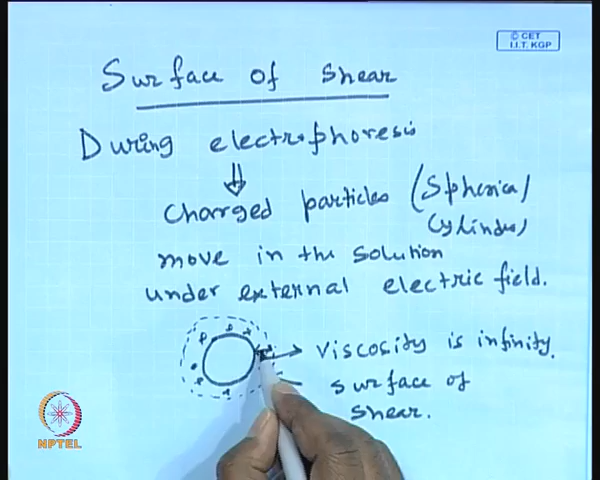 © CET
I.I.T. KGP
Surface of shear
During electrophoresis
Charged particles (Spherical/
Cylinder)
move in the solution
under external electric field.
Viscosity is infinity.
surface of
shear.
NPTEL